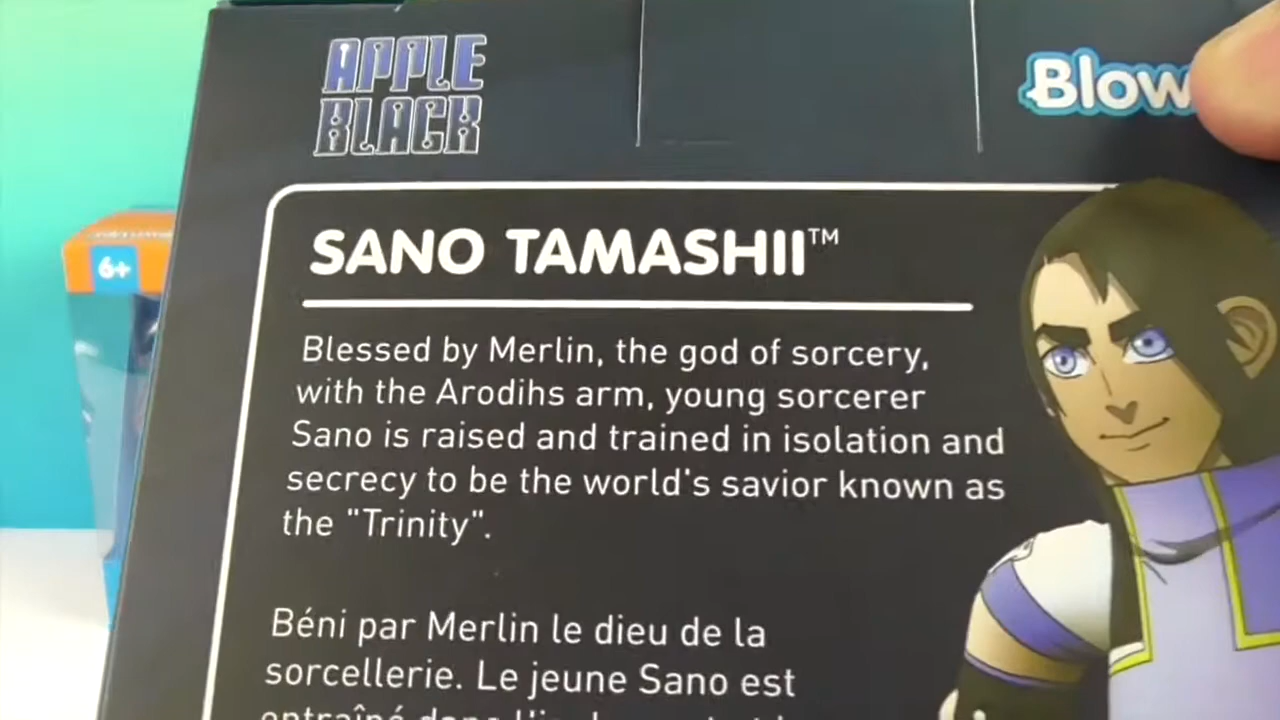 APPLE
BLACK
Blow
6+
SANO TAMASHII™
Blessed by Merlin, the god of sorcery,
with the Arodihs arm, young sorcerer
Sano is raised and trained in isolation and
secrecy to be the world's savior known as
the "Trinity".
Béni par Merlin le dieu de la
sorcellerie. Le jeune Sano est